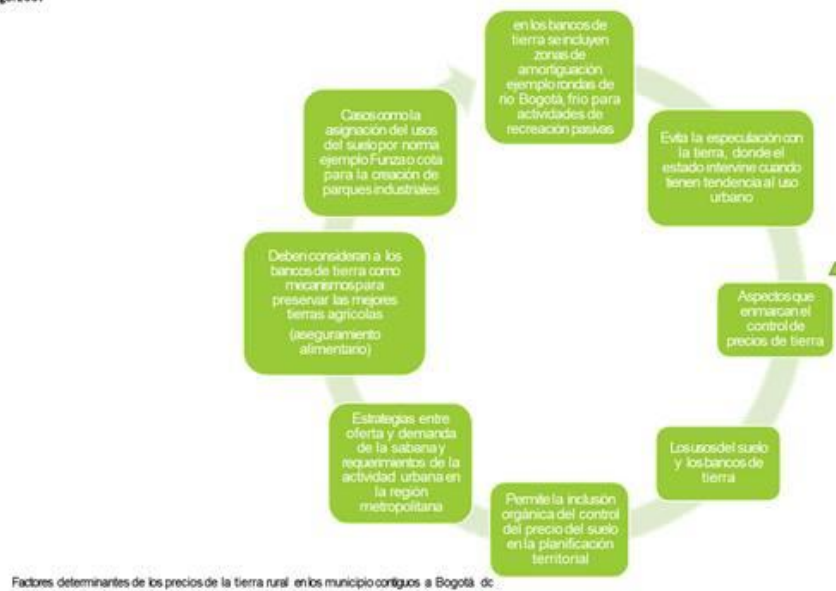 en los bancos de
tierra se incluyen
zonas de
amortiguación
ejemplo rondas de
rio Bogotá, frio para
actividades de
recreación pasivas
Evita la especulación con
la tierra, donde el
estado intervine cuando
tienen tendencia al uso
urbano
Aspectos que
enmarcan el
control de
precios de tierra
Los usos del suelo
y los bancos de
tierra
Permite la inclusión
orgánica del control
del precio del suelo
en la planificación
territorial
Estrategias entre
oferta y demanda
de la sabana y
requerimientos de la
actividad urbana en
la región
metropolitana
Deben consideran a los
bancos de tierra como
mecanismos para
preservar las mejores
tierras agrícolas
(aseguramiento
alimentario)
Casos como la
asignación del usos
del suelo por norma
ejemplo Funza o cota
para la creación de
parques industriales
Factores determinantes de los precios de la tierra rural en los municipio contiguos a Bogotá dc